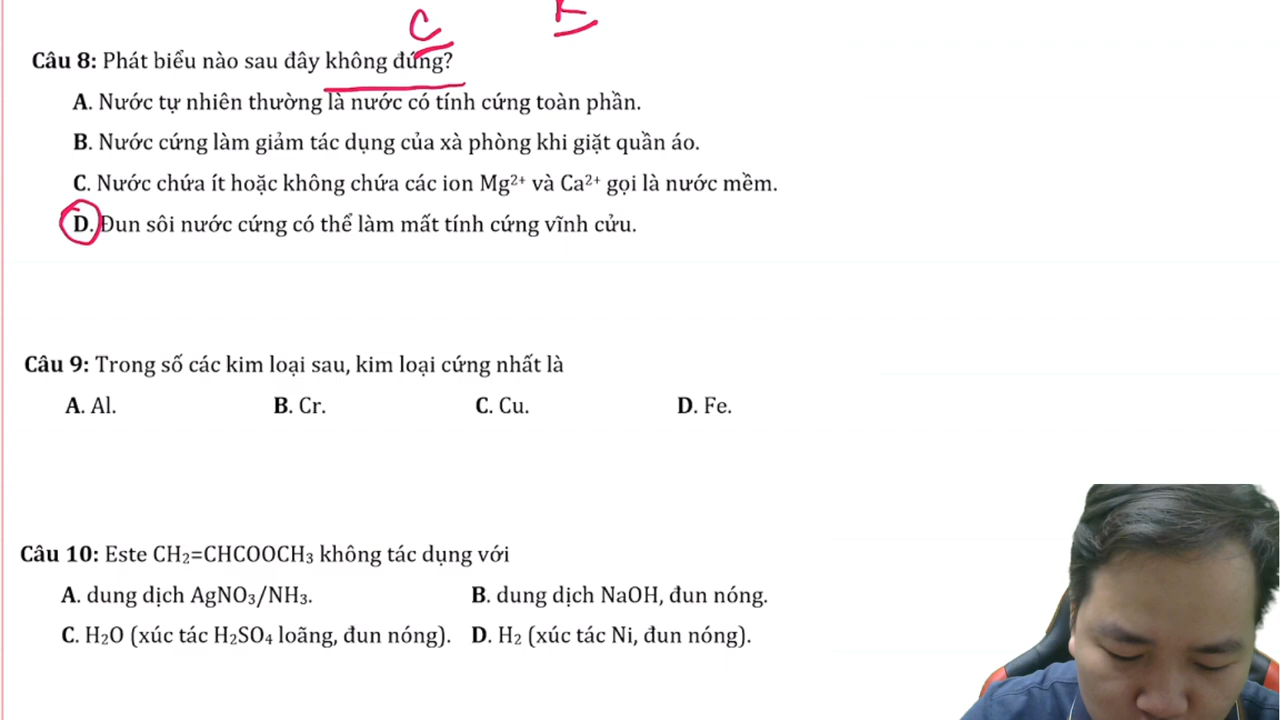 C
Câu 8: Phát biểu nào sau đây không đúng?
A. Nước tự nhiên thường là nước có tính cứng toàn phần.
B. Nước cứng làm giảm tác dụng của xà phòng khi giặt quần áo.
C. Nước chứa ít hoặc không chứa các ion Mg²⁺ và Ca²⁺ gọi là nước mềm.
D. Đun sôi nước cứng có thể làm mất tính cứng vĩnh cửu.
Câu 9: Trong số các kim loại sau, kim loại cứng nhất là
A. Al. B. Cr. C. Cu. D. Fe.
Câu 10: Este CH₂=CHCOOCH₃ không tác dụng với
A. dung dịch AgNO₃/NH₃. B. dung dịch NaOH, đun nóng.
C. H₂O (xúc tác H₂SO₄ loãng, đun nóng). D. H₂ (xúc tác Ni, đun nóng).